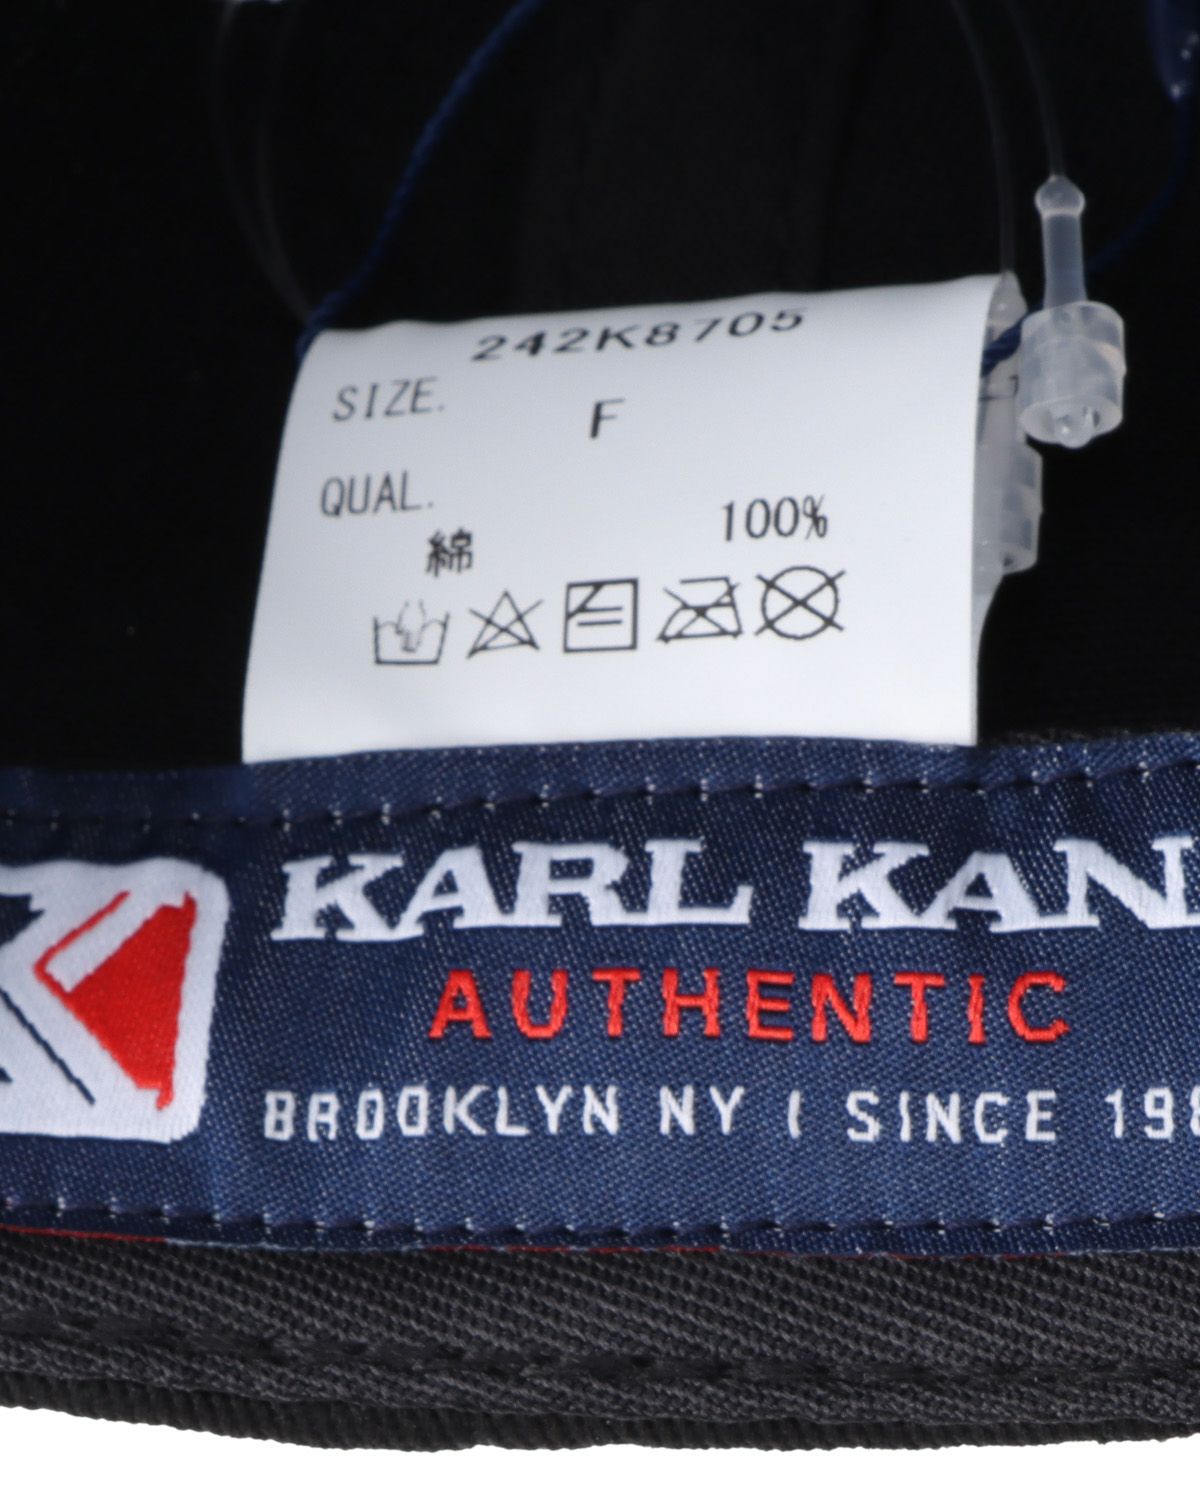 242K8705
SIZE. F
QUAL.
綿 100%
KARL KAN
AUTHENTIC
BROOKLYN NY | SINCE 198